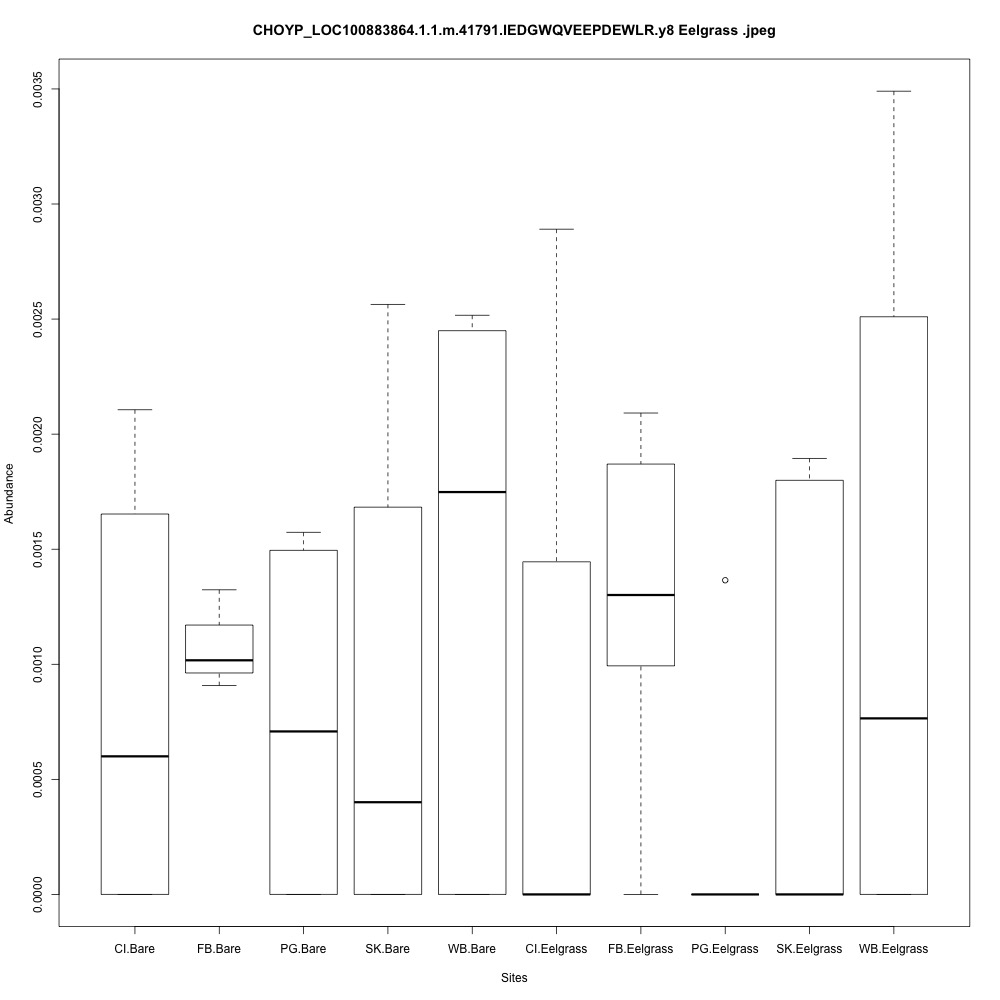 CHOYP_LOC100883864.1.1.m.41791.IEDGWQVEEPDEWLR.y8 Eelgrass .jpeg
Abundance
0.0035
0.0030
0.0025
0.0020
0.0015
0.0010
0.0005
0.0000
CI.Bare FB.Bare PG.Bare SK.Bare WB.Bare CI.Eelgrass FB.Eelgrass PG.Eelgrass SK.Eelgrass WB.Eelgrass
Sites